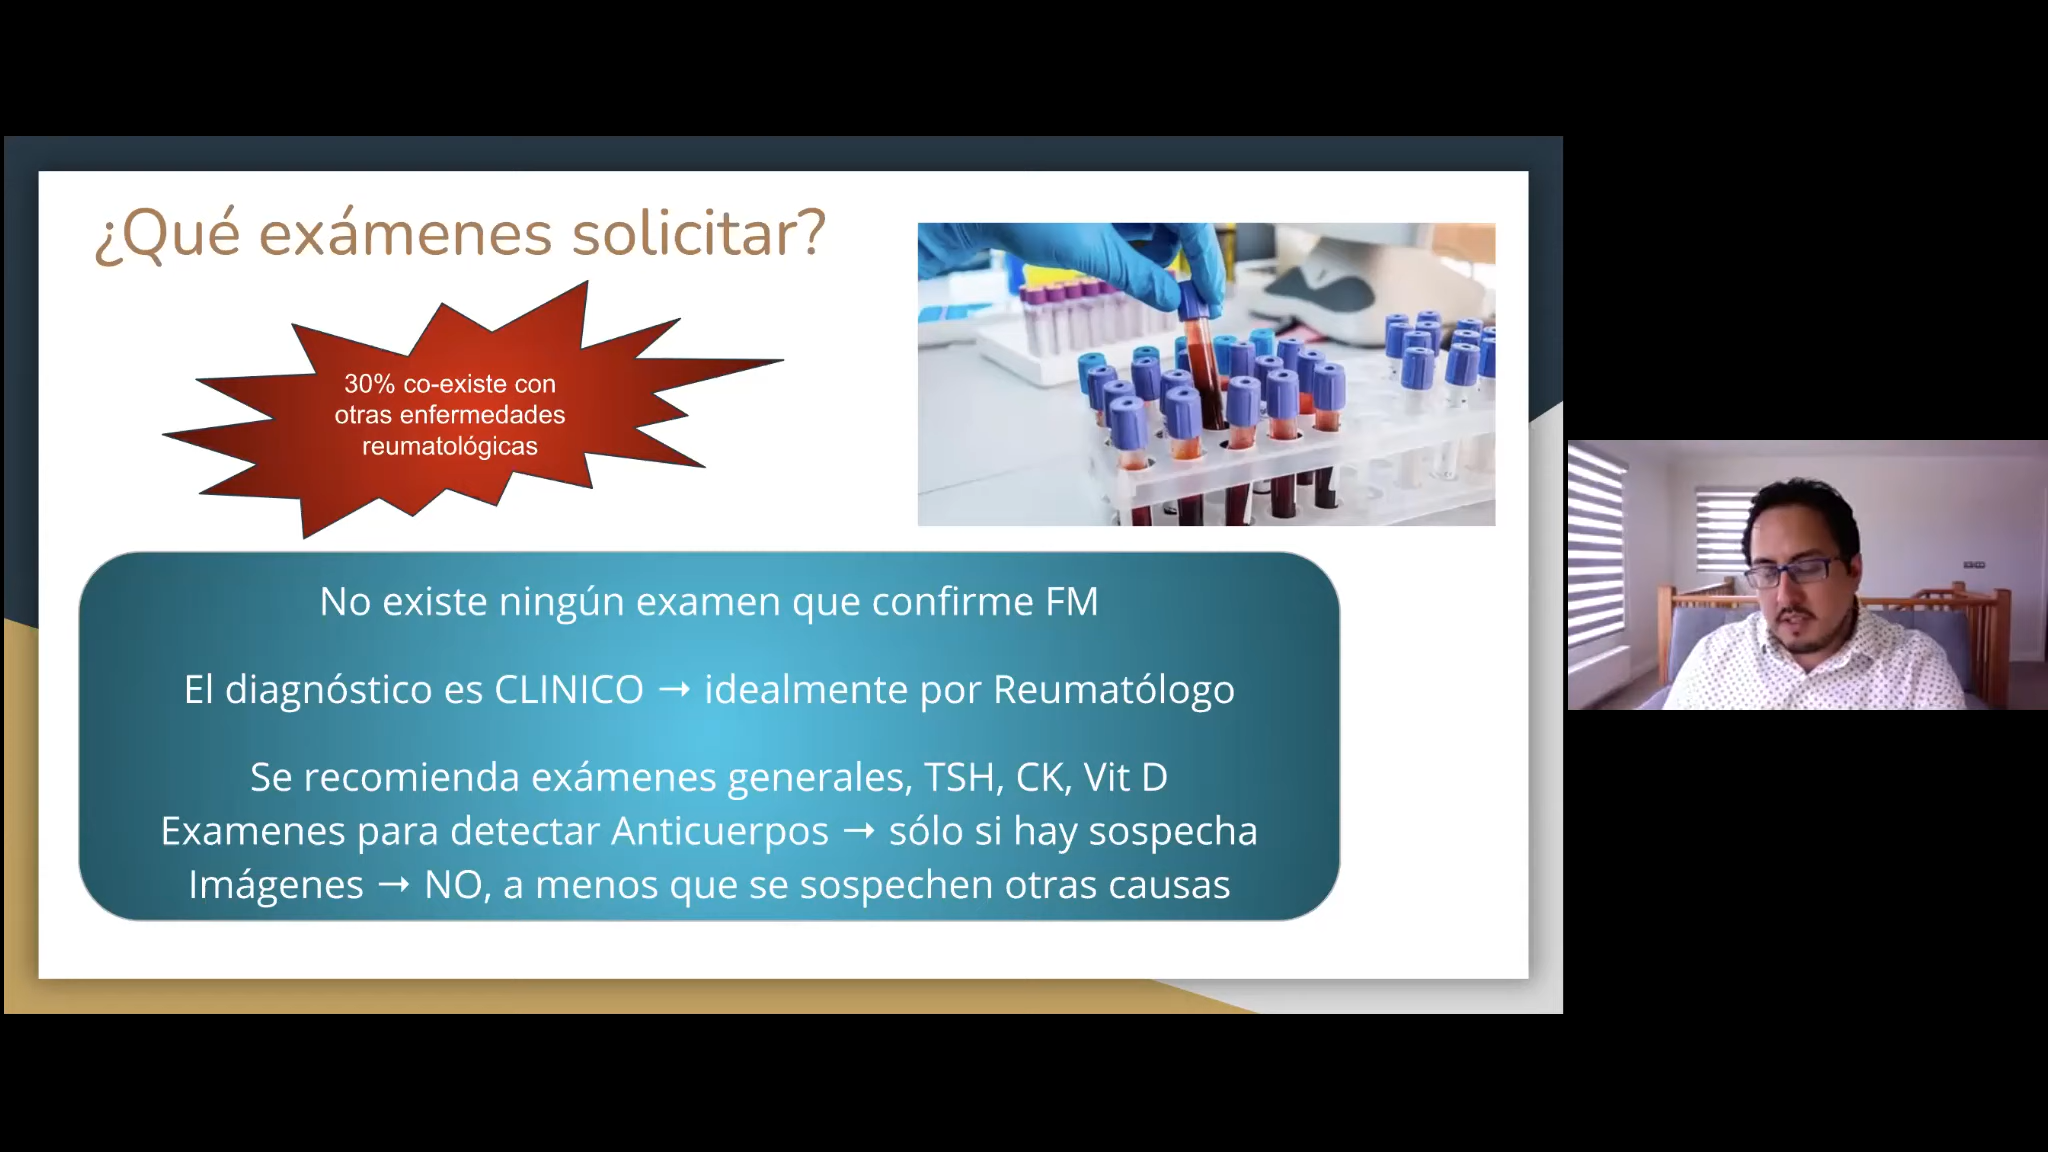 ¿Qué exámenes solicitar?
30% co-existe con
otras enfermedades
reumatológicas
No existe ningún examen que confirme FM
El diagnóstico es CLINICO → idealmente por Reumatólogo
Se recomienda exámenes generales, TSH, CK, Vit D
Examenes para detectar Anticuerpos → sólo si hay sospecha
Imágenes → NO, a menos que se sospechen otras causas